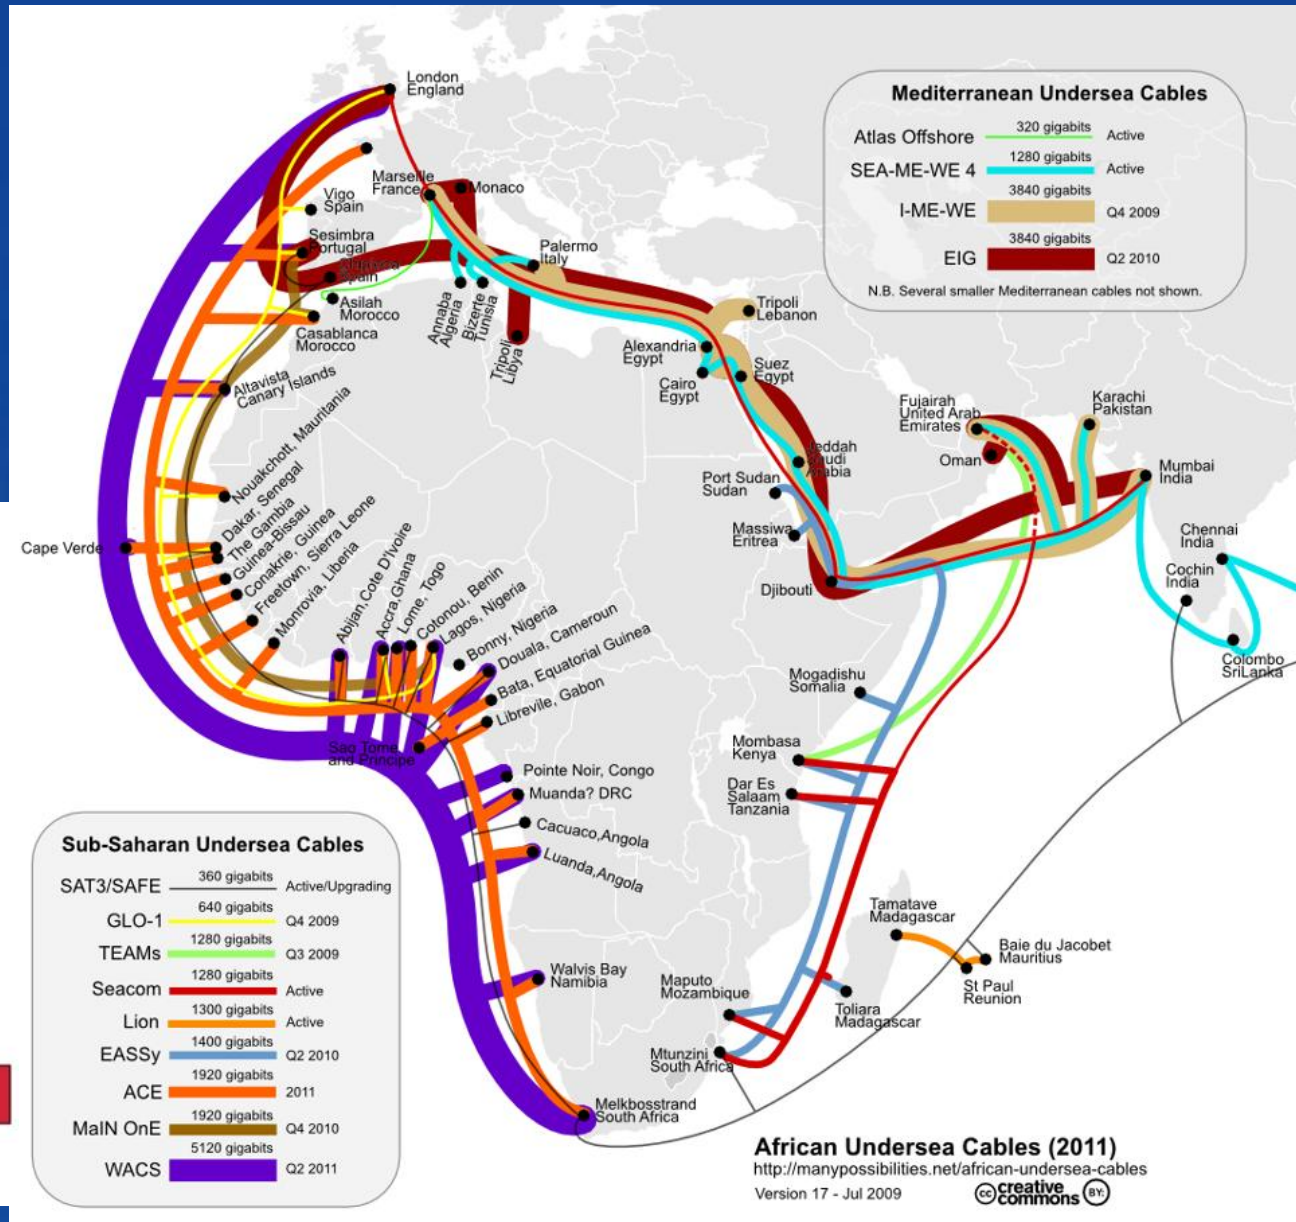 London
England
Marseille
France
Monaco
Vigo
Spain
Sesimbra
Portugal
Spain
Asilah
Morocco
Casablanca
Morocco
Altavista
Canary Islands
Annaba
Algeria
Bizerte
Tunisia
Tripoli
Libya
Palermo
Italy
Tripoli
Lebanon
Alexandria
Egypt
Cairo
Egypt
Suez
Egypt
Jeddah
Saudi
Arabia
Port Sudan
Sudan
Massiwa
Eritrea
Djibouti
Fujairah
United Arab
Emirates
Oman
Karachi
Pakistan
Mumbai
India
Chennai
India
Cochin
India
Colombo
SriLanka
Nouakchott, Mauritania
Dakar, Senegal
The Gambia
Guinea-Bissau
Conakrie, Guinea
Freetown, Sierra Leone
Monrovia, Liberia
Cape Verde
Abijan,Cote D'Ivoire
Accra,Ghana
Lome, Togo
Cotonou, Benin
Lagos, Nigeria
Bonny, Nigeria
Douala, Cameroun
Bata, Equatorial Guinea
Libreville, Gabon
Sao Tome
and Principe
Pointe Noir, Congo
Muanda? DRC
Cacuaco,Angola
Luanda,Angola
Walvis Bay
Namibia
Melkbosstrand
South Africa
Mogadishu
Somalia
Mombasa
Kenya
Dar Es
Salaam
Tanzania
Maputo
Mozambique
Mtunzini
South Africa
Toliara
Madagascar
Tamatave
Madagascar
Baie du Jacobet
Mauritius
St Paul
Reunion
Mediterranean Undersea Cables
Atlas Offshore 320 gigabits Active
SEA-ME-WE 4 1280 gigabits Active
I-ME-WE 3840 gigabits Q4 2009
EIG 3840 gigabits Q2 2010
N.B. Several smaller Mediterranean cables not shown.
Sub-Saharan Undersea Cables
SAT3/SAFE 360 gigabits Active/Upgrading
GLO-1 640 gigabits Q4 2009
TEAMs 1280 gigabits Q3 2009
Seacom 1280 gigabits Active
Lion 1300 gigabits Active
EASSy 1400 gigabits Q2 2010
ACE 1920 gigabits 2011
MaIN OnE 1920 gigabits Q4 2010
WACS 5120 gigabits Q2 2011
African Undersea Cables (2011)
http://manypossibilities.net/african-undersea-cables
Version 17 - Jul 2009
cc creative commons BY: